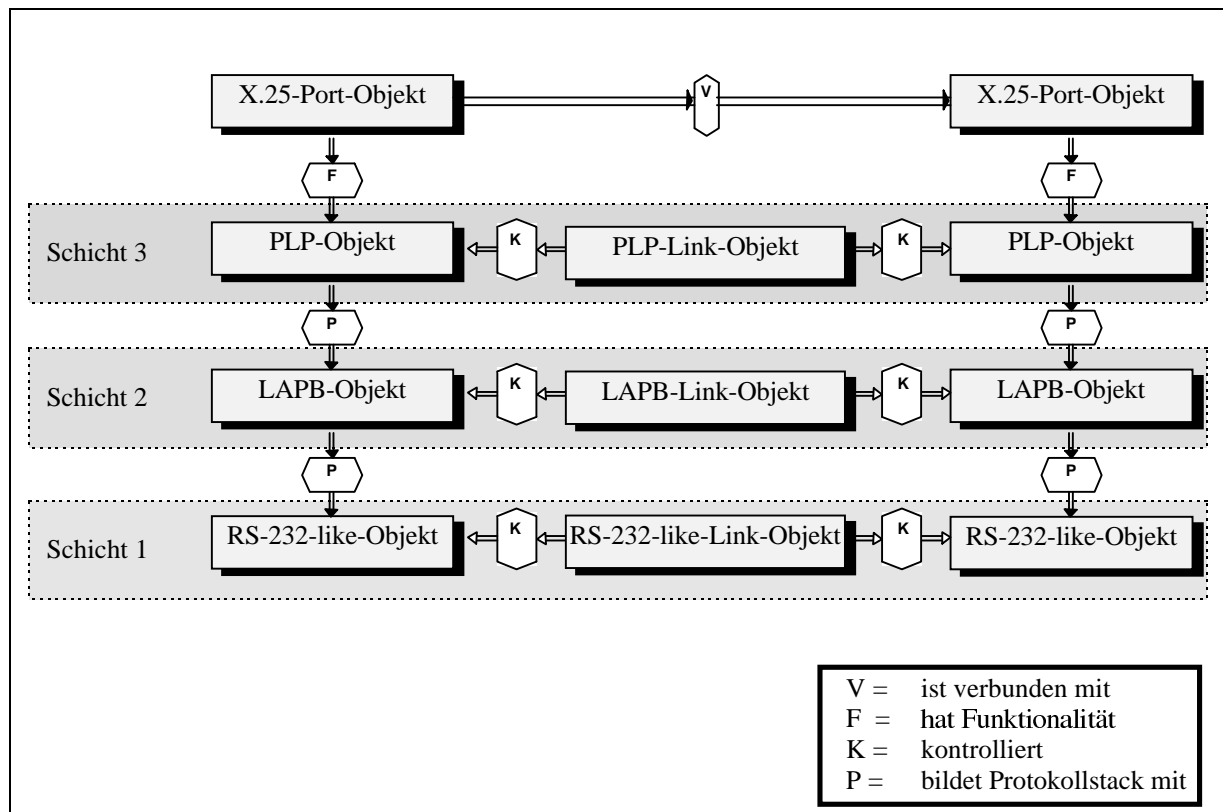 X.25-Port-Objekt V X.25-Port-Objekt
F F
Schicht 3 PLP-Objekt K PLP-Link-Objekt K PLP-Objekt
P P
Schicht 2 LAPB-Objekt K LAPB-Link-Objekt K LAPB-Objekt
P P
Schicht 1 RS-232-like-Objekt K RS-232-like-Link-Objekt K RS-232-like-Objekt
V = ist verbunden mit
F = hat Funktionalität
K = kontrolliert
P = bildet Protokollstack mit